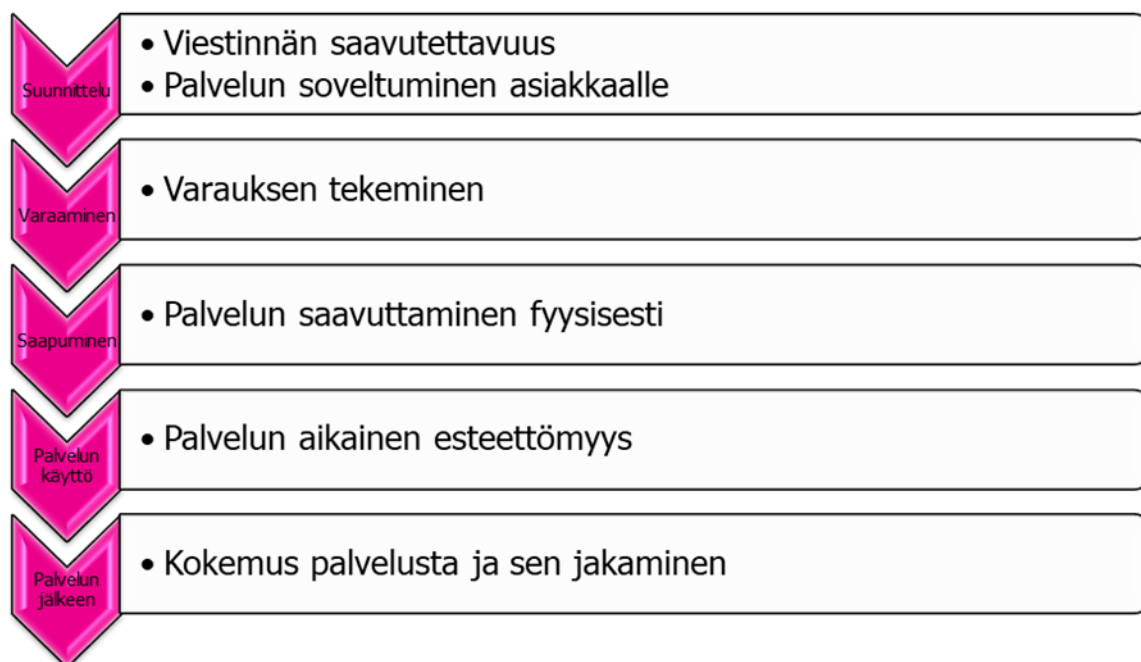 Suunnittelu
• Viestinnän saavutettavuus
• Palvelun soveltuminen asiakkaalle
Varaaminen
• Varauksen tekeminen
Saapuminen
• Palvelun saavuttaminen fyysisesti
Palvelun
käyttö
• Palvelun aikainen esteettömyys
Palvelun
jälkeen
• Kokemus palvelusta ja sen jakaminen